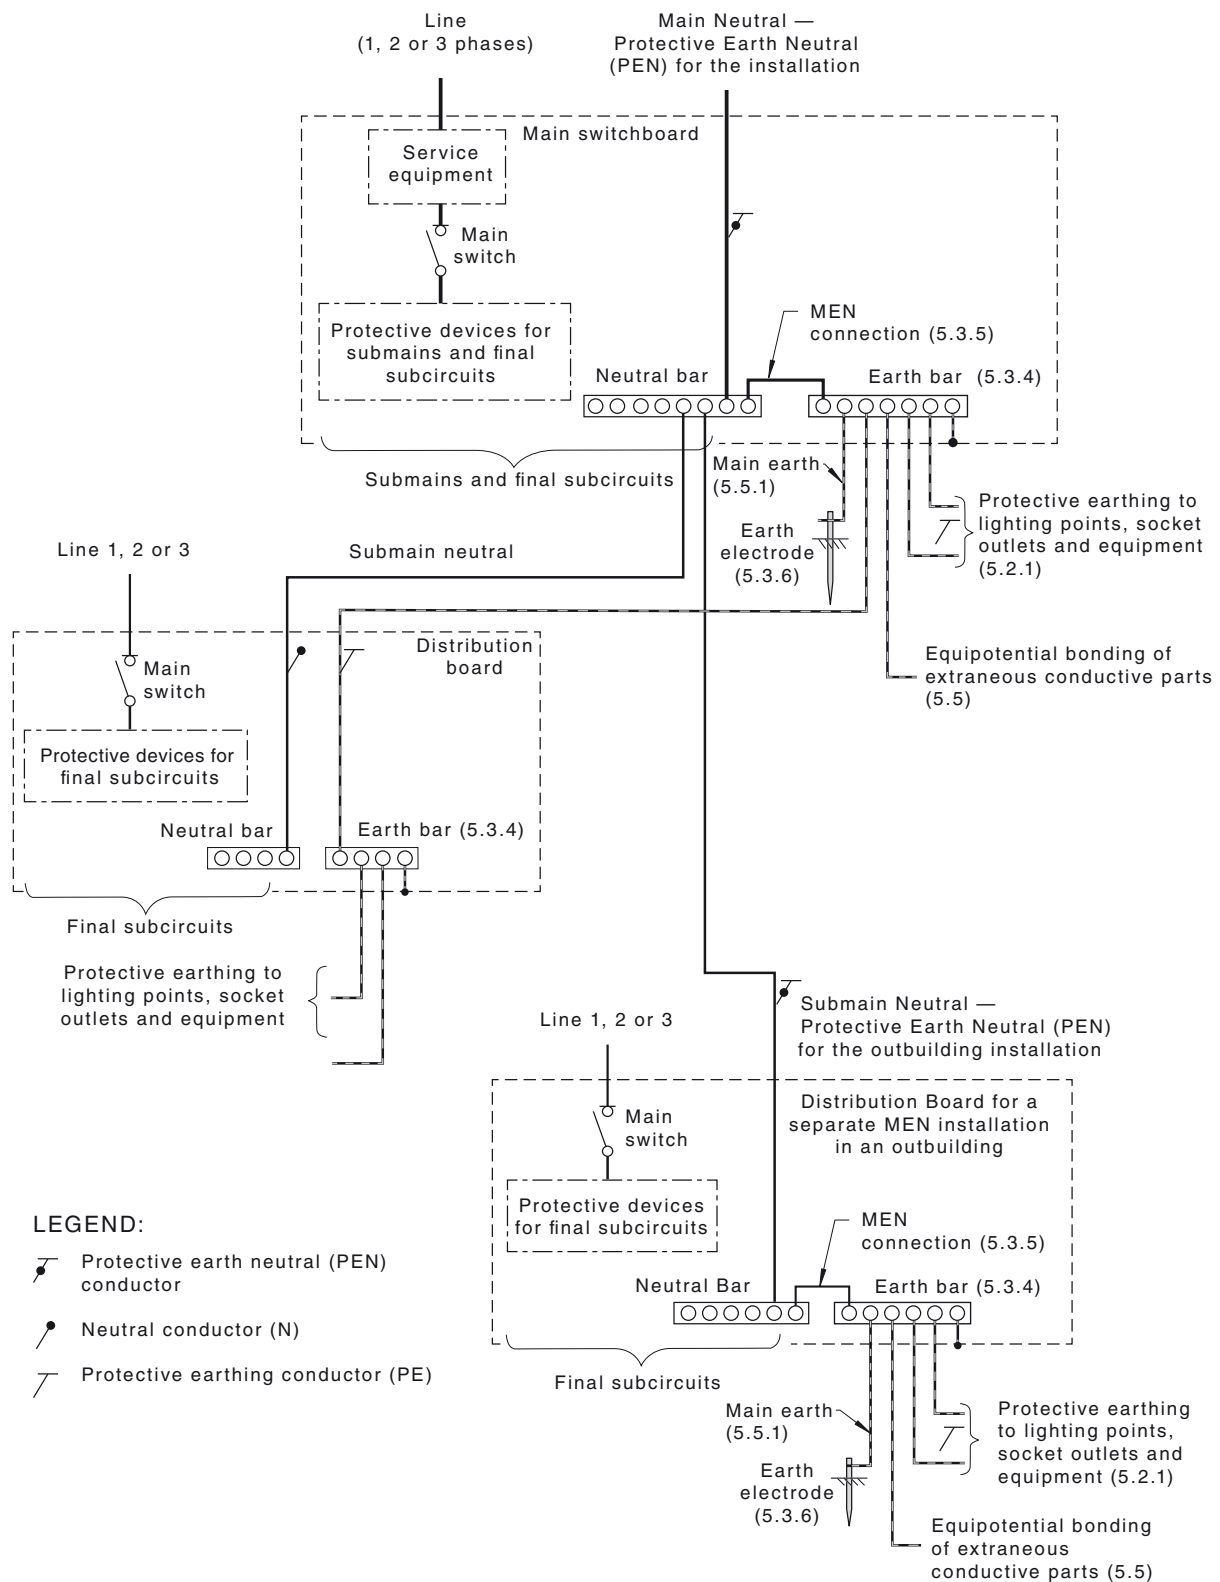 Line
(1, 2 or 3 phases)
Main Neutral —
Protective Earth Neutral
(PEN) for the installation
Main switchboard
Service
equipment
Main
switch
Protective devices for
submains and final
subcircuits
MEN
connection (5.3.5)
Neutral bar
Earth bar (5.3.4)
Submains and final subcircuits
Main earth
(5.5.1)
Earth
electrode
(5.3.6)
Protective earthing to
lighting points, socket
outlets and equipment
(5.2.1)
Line 1, 2 or 3
Submain neutral
Distribution
board
Main
switch
Equipotential bonding of
extraneous conductive parts
(5.5)
Protective devices for
final subcircuits
Neutral bar
Earth bar (5.3.4)
Final subcircuits
Protective earthing to
lighting points, socket
outlets and equipment
Line 1, 2 or 3
Submain Neutral —
Protective Earth Neutral (PEN)
for the outbuilding installation
Main
switch
Distribution Board for a
separate MEN installation
in an outbuilding
Protective devices
for final subcircuits
MEN
connection (5.3.5)
Neutral Bar
Earth bar (5.3.4)
Final subcircuits
Main earth
(5.5.1)
Earth
electrode
(5.3.6)
Protective earthing
to lighting points,
socket outlets and
equipment (5.2.1)
Equipotential bonding
of extraneous
conductive parts (5.5)
LEGEND:
Protective earth neutral (PEN)
conductor
Neutral conductor (N)
Protective earthing conductor (PE)